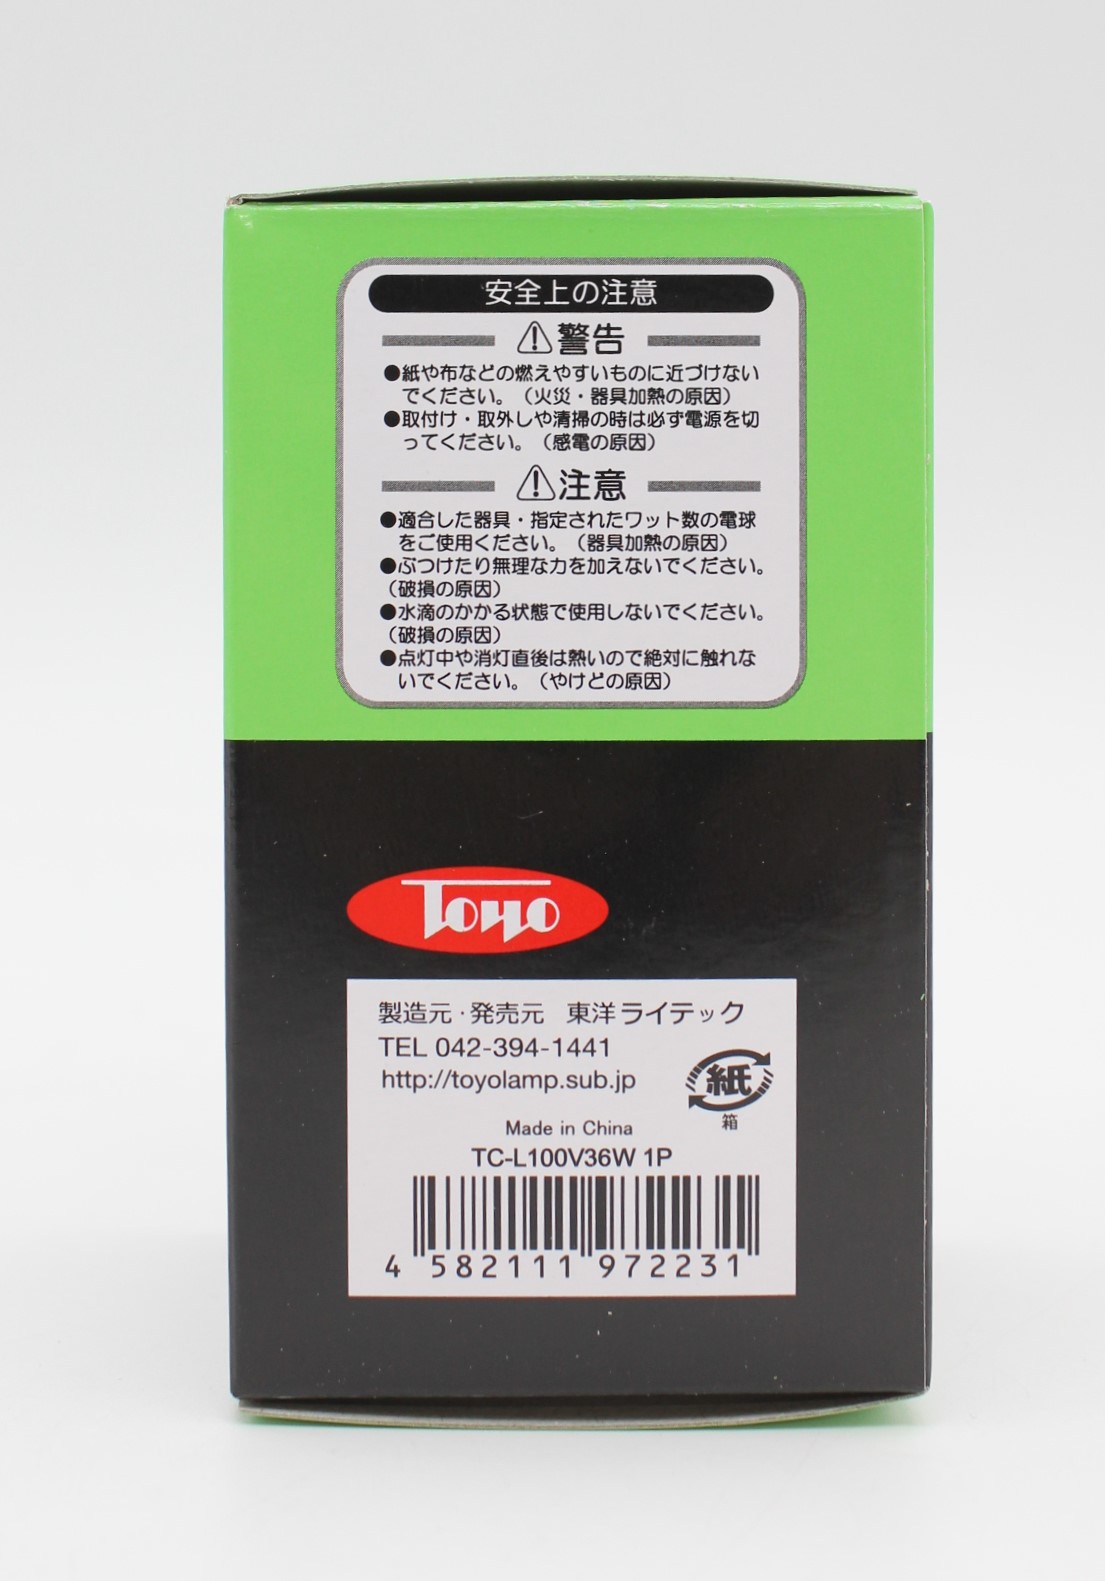 安全上の注意
警告
●紙や布などの燃えやすいものに近づけない
でください。（火災・器具加熱の原因）
●取付け・取外しや清掃の時は必ず電源を切
ってください。（感電の原因）
注意
●適合した器具・指定されたワット数の電球
をご使用ください。（器具加熱の原因）
●ぶつけたり無理な力を加えないでください。
（破損の原因）
●水滴のかかる状態で使用しないでください。
（破損の原因）
●点灯中や消灯直後は熱いので絶対に触れな
いでください。（やけどの原因）
Toyo
製造元・発売元 東洋ライテック
TEL 042-394-1441
http://toyolamp.sub.jp
紙
箱
Made in China
TC-L100V36W 1P
4 582111 972231